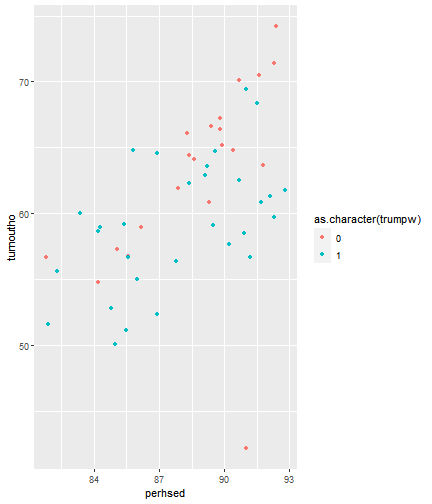 70
60
50
turnoutho
84 87 90 93
perhsed
as.character(trumpw)
0
1